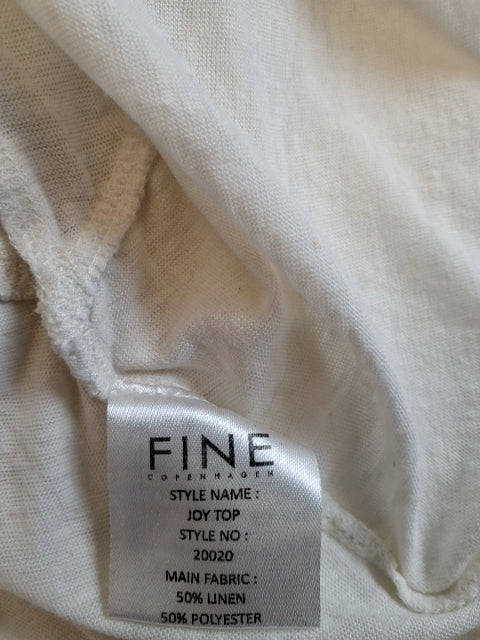 FINE
COPENHAGEN
STYLE NAME :
JOY TOP
STYLE NO :
20020
MAIN FABRIC :
50% LINEN
50% POLYESTER